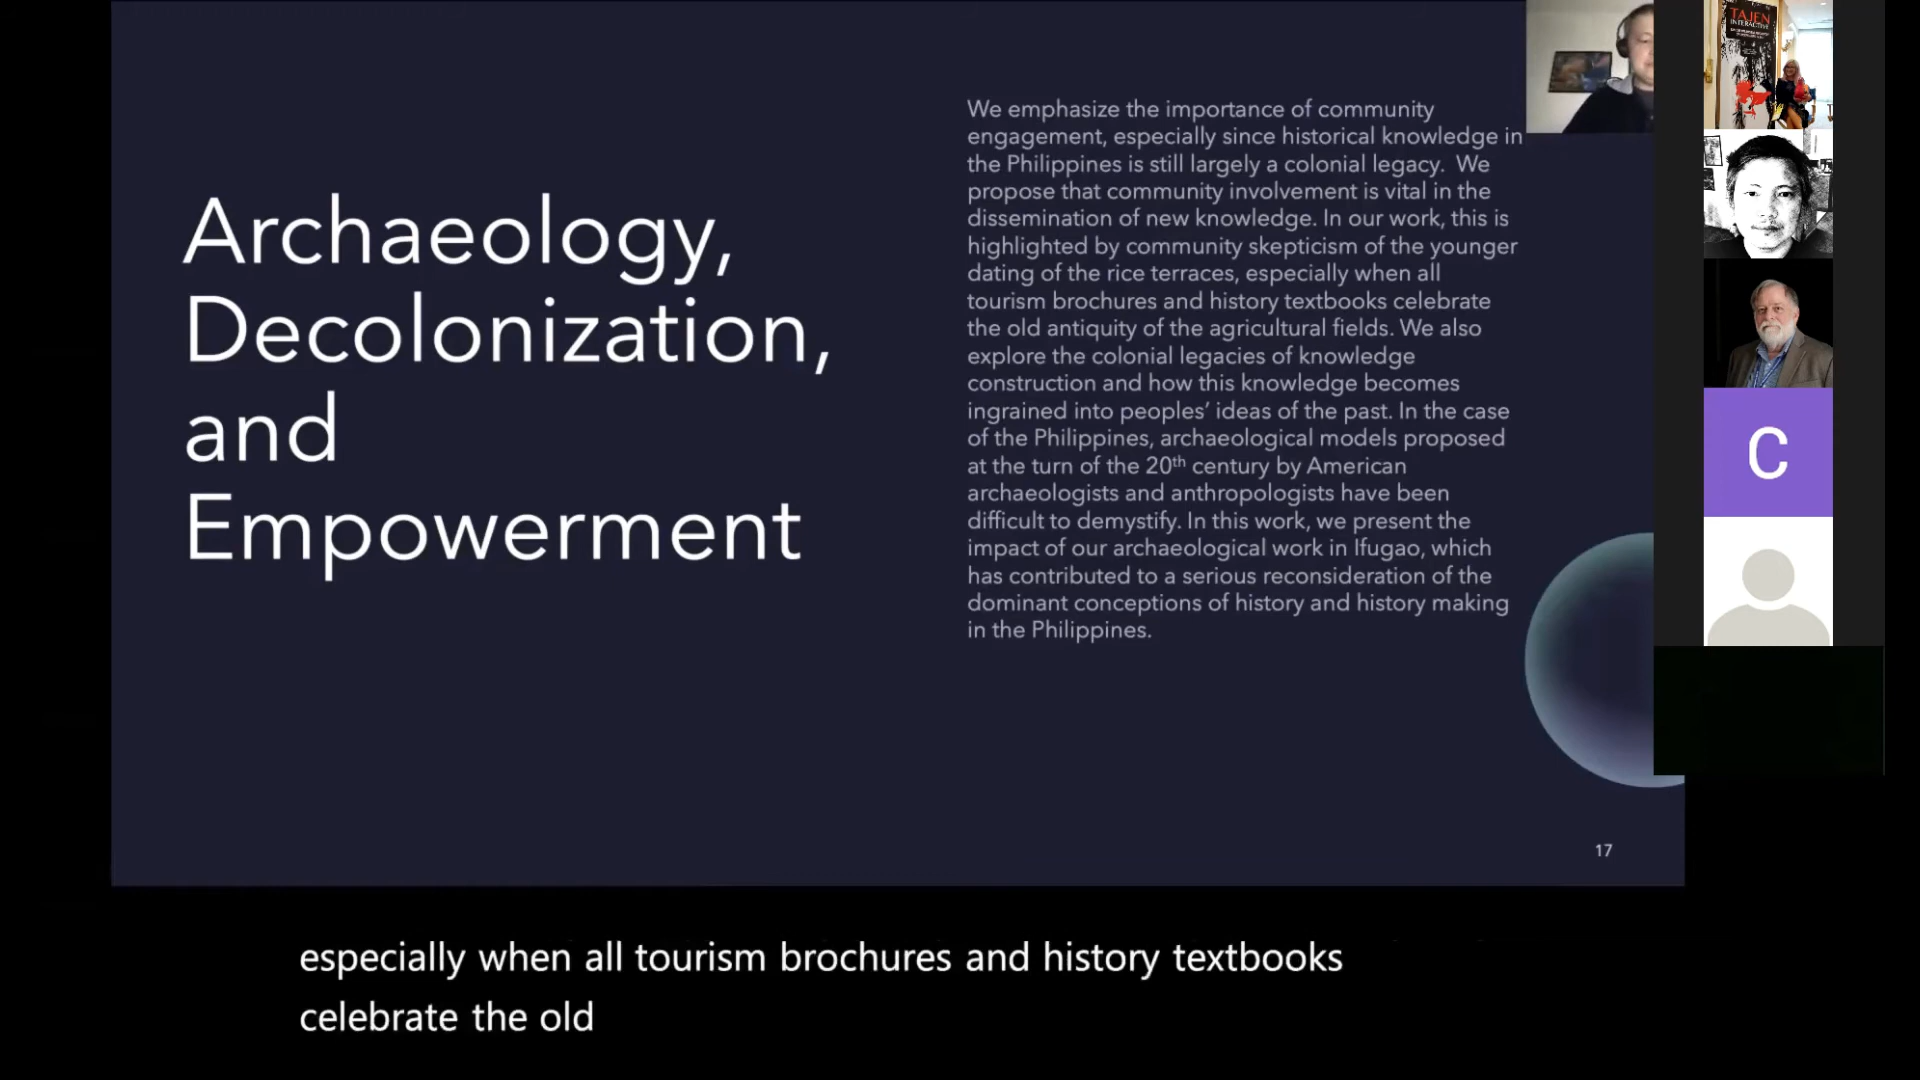 Archaeology,
Decolonization,
and
Empowerment
We emphasize the importance of community
engagement, especially since historical knowledge in
the Philippines is still largely a colonial legacy.  We
propose that community involvement is vital in the
dissemination of new knowledge. In our work, this is
highlighted by community skepticism of the younger
dating of the rice terraces, especially when all
tourism brochures and history textbooks celebrate
the old antiquity of the agricultural fields. We also
explore the colonial legacies of knowledge
construction and how this knowledge becomes
ingrained into peoples’ ideas of the past. In the case
of the Philippines, archaeological models proposed
at the turn of the 20th century by American
archaeologists and anthropologists have been
difficult to demystify. In this work, we present the
impact of our archaeological work in Ifugao, which
has contributed to a serious reconsideration of the
dominant conceptions of history and history making
in the Philippines.
17
TAJEN
INTERACTIVE
C
especially when all tourism brochures and history textbooks
celebrate the old